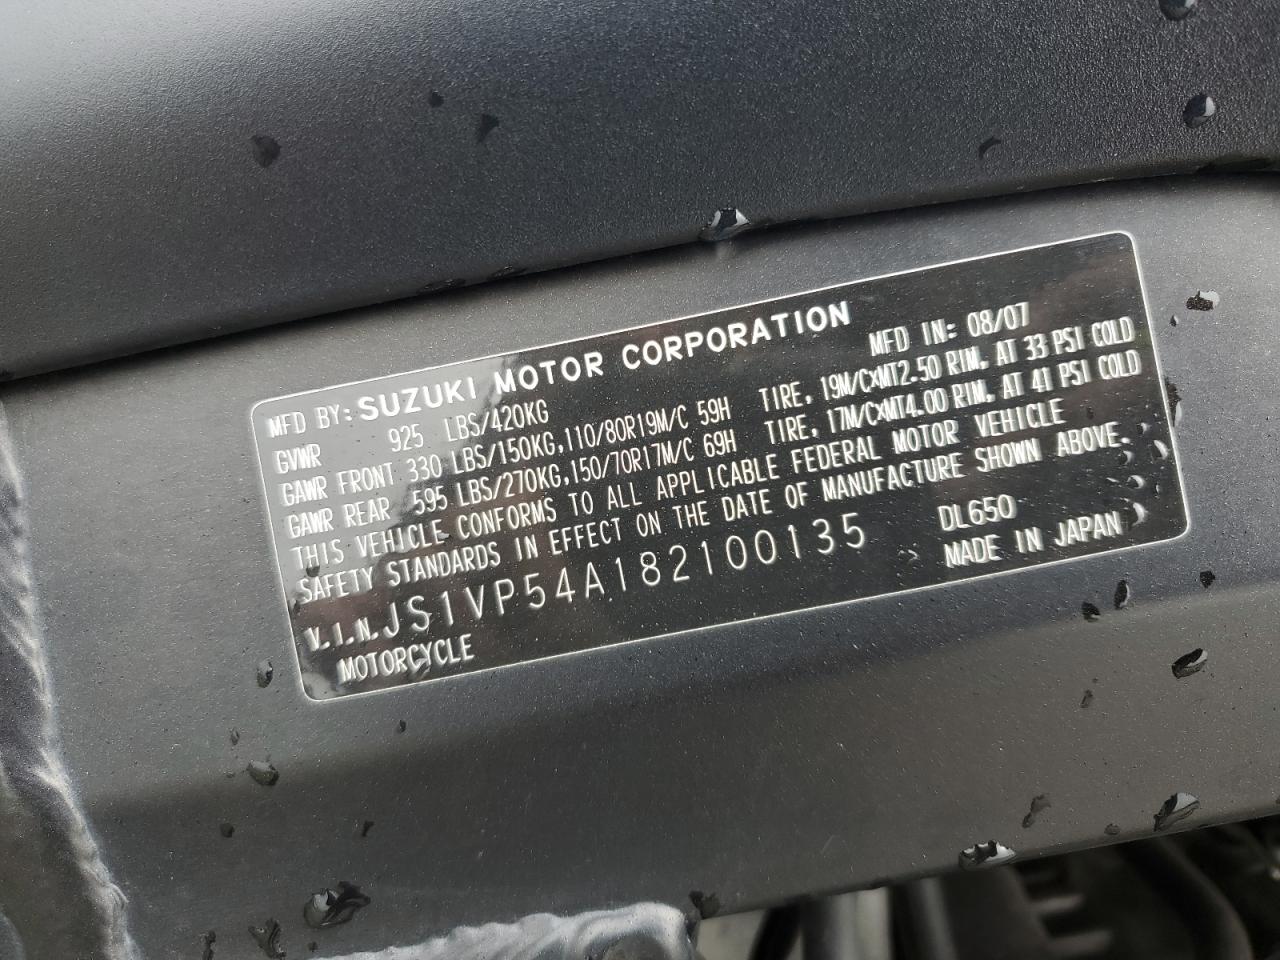 MFD BY: SUZUKI MOTOR CORPORATION MFD IN: 08/07
GVWR 925 LBS/420KG
GAWR FRONT 330 LBS/150KG, 110/80R19M/C 59H TIRE, 19M/CxMT2.50 RIM, AT 33 PSI COLD
GAWR REAR 595 LBS/270KG, 150/70R17M/C 69H TIRE, 17M/CxMT4.00 RIM, AT 41 PSI COLD
THIS VEHICLE CONFORMS TO ALL APPLICABLE FEDERAL MOTOR VEHICLE
SAFETY STANDARDS IN EFFECT ON THE DATE OF MANUFACTURE SHOWN ABOVE.
V.I.N. JS1VP54A182100135 DL650
MOTORCYCLE MADE IN JAPAN